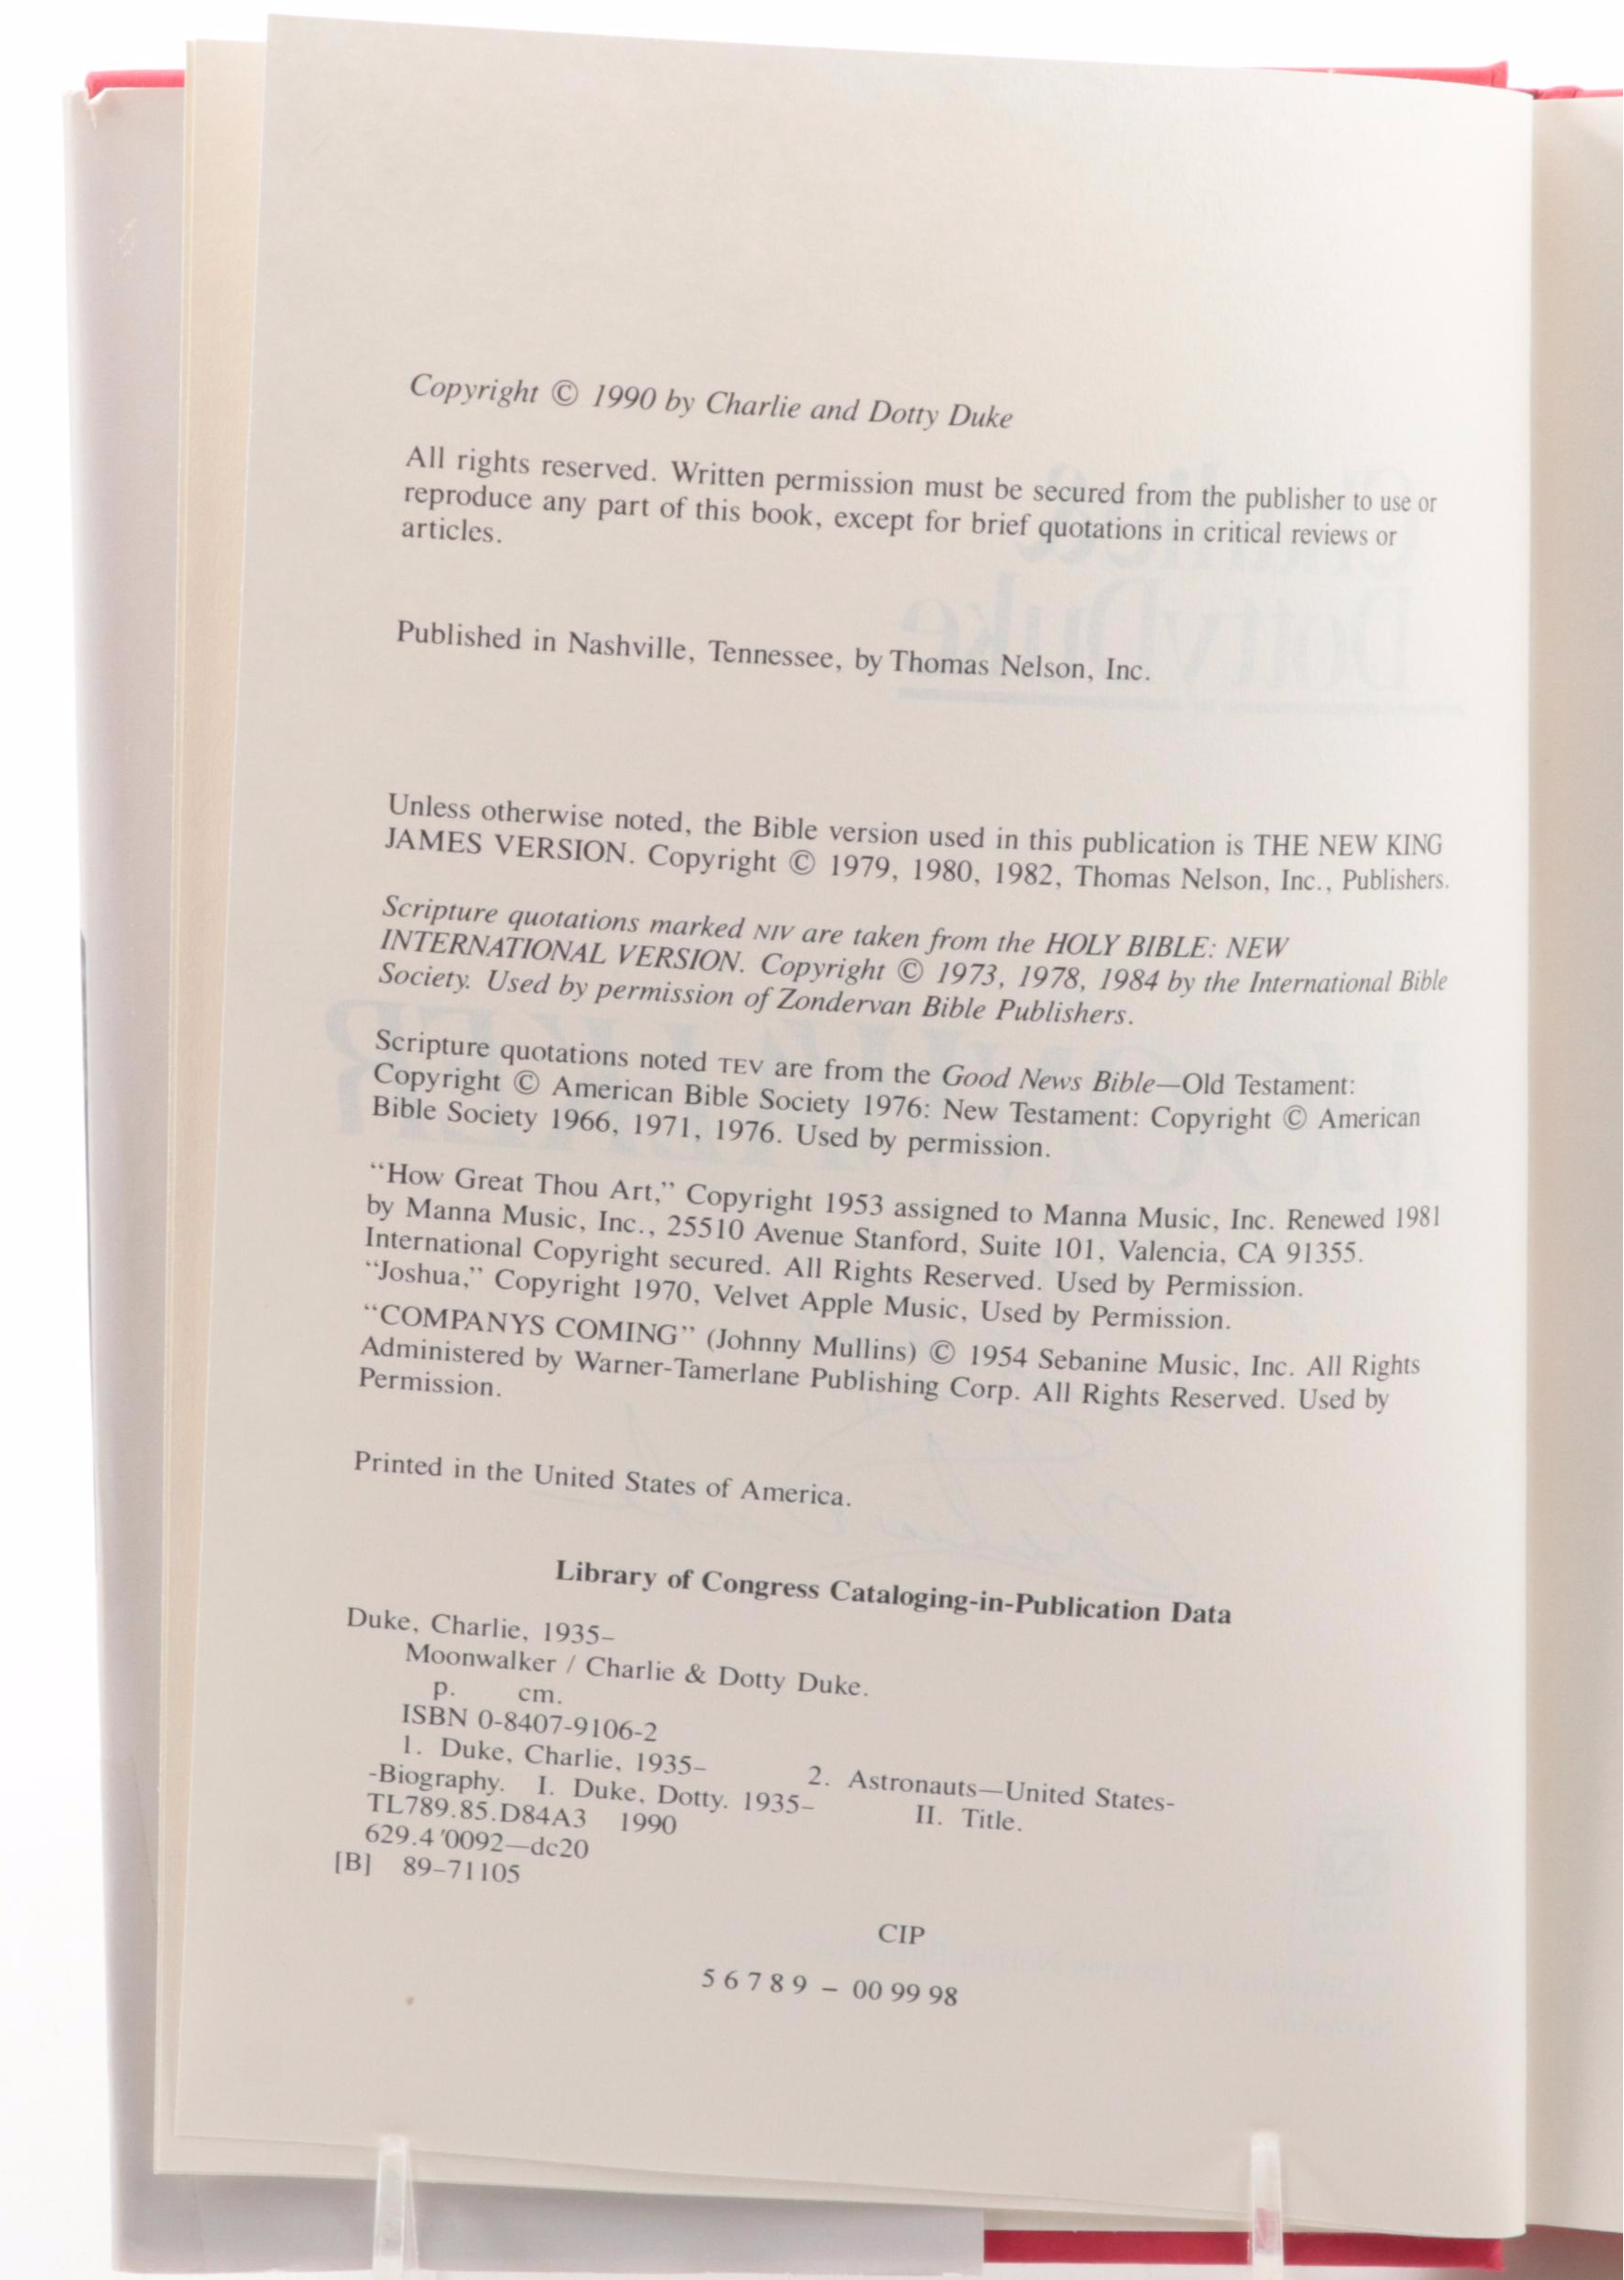 Copyright © 1990 by Charlie and Dotty Duke
All rights reserved. Written permission must be secured from the publisher to use or
reproduce any part of this book, except for brief quotations in critical reviews or
articles.
Published in Nashville, Tennessee, by Thomas Nelson, Inc.
Unless otherwise noted, the Bible version used in this publication is THE NEW KING
JAMES VERSION. Copyright © 1979, 1980, 1982, Thomas Nelson, Inc., Publishers.
Scripture quotations marked NIV are taken from the HOLY BIBLE: NEW
INTERNATIONAL VERSION. Copyright © 1973, 1978, 1984 by the International Bible
Society. Used by permission of Zondervan Bible Publishers.
Scripture quotations noted TEV are from the Good News Bible—Old Testament:
Copyright © American Bible Society 1976: New Testament: Copyright © American
Bible Society 1966, 1971, 1976. Used by permission.
“How Great Thou Art,” Copyright 1953 assigned to Manna Music, Inc. Renewed 1981
by Manna Music, Inc., 25510 Avenue Stanford, Suite 101, Valencia, CA 91355.
International Copyright secured. All Rights Reserved. Used by Permission.
“Joshua,” Copyright 1970, Velvet Apple Music, Used by Permission.
“COMPANYS COMING” (Johnny Mullins) © 1954 Sebanine Music, Inc. All Rights
Administered by Warner-Tamerlane Publishing Corp. All Rights Reserved. Used by
Permission.
Printed in the United States of America.
Library of Congress Cataloging-in-Publication Data
Duke, Charlie, 1935–
Moonwalker / Charlie & Dotty Duke.
p. cm.
ISBN 0-8407-9106-2
1. Duke, Charlie, 1935– 2. Astronauts—United States-
-Biography. I. Duke, Dotty. 1935– II. Title.
TL789.85.D84A3 1990
629.4′0092—dc20
[B] 89–71105
CIP
5 6 7 8 9 – 00 99 98